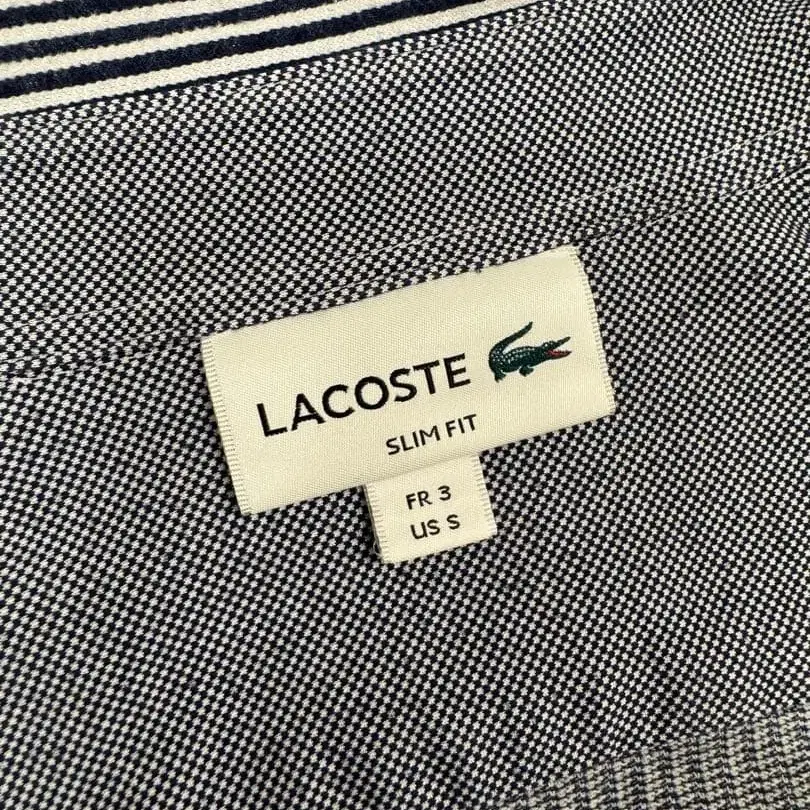 LACOSTE
SLIM FIT
FR 3
US S